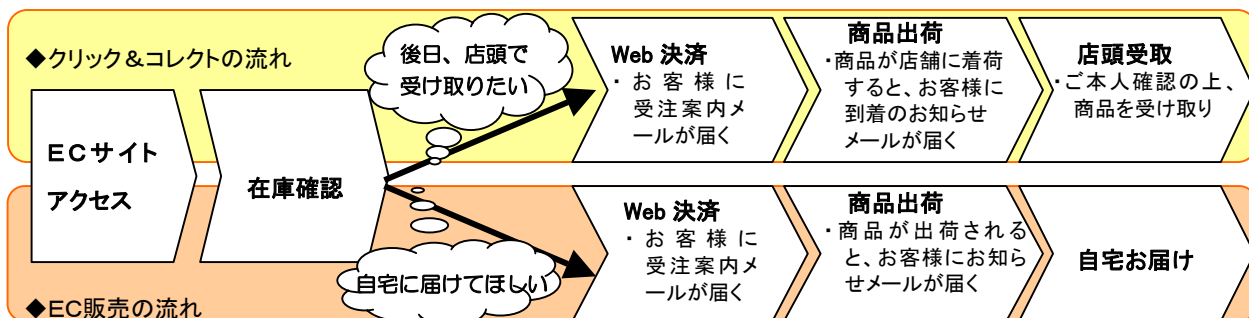 ◆クリック＆コレクトの流れ
ECサイト
アクセス
在庫確認
後日、店頭で
受け取りたい
Web 決済
・お客様に
受注案内メ
ールが届く
商品出荷
・商品が店舗に着荷
すると、お客様に
到着のお知らせ
メールが届く
店頭受取
・ご本人確認の上、
商品を受け取り
自宅に届けてほしい
Web 決済
・お客様に
受注案内メ
ールが届く
商品出荷
・商品が出荷される
と、お客様にお知ら
せメールが届く
自宅お届け
◆EC販売の流れ